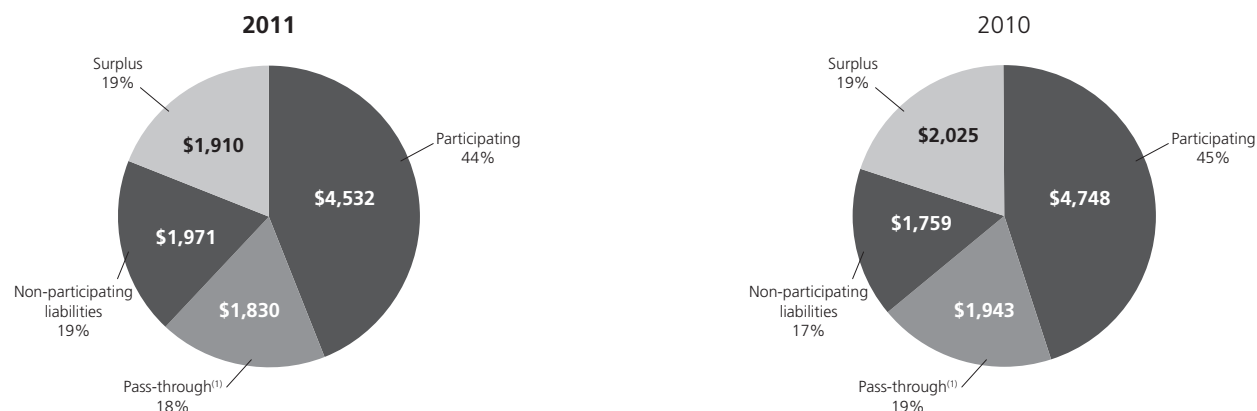 2011
Surplus
19%
$1,910
Participating
44%
$4,532
$1,971
Non-participating
liabilities
19%
$1,830
Pass-through(1)
18%
2010
Surplus
19%
$2,025
Participating
45%
$4,748
$1,759
Non-participating
liabilities
17%
$1,943
Pass-through(1)
19%